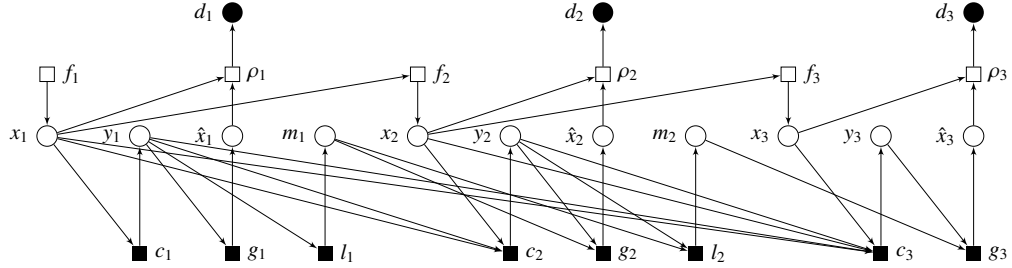 d₁ d₂ d₃
f₁ ρ₁ f₂ ρ₂ f₃ ρ₃
x₁ y₁ x̂₁ m₁ x₂ y₂ x̂₂ m₂ x₃ y₃ x̂₃
c₁ g₁ l₁ c₂ g₂ l₂ c₃ g₃